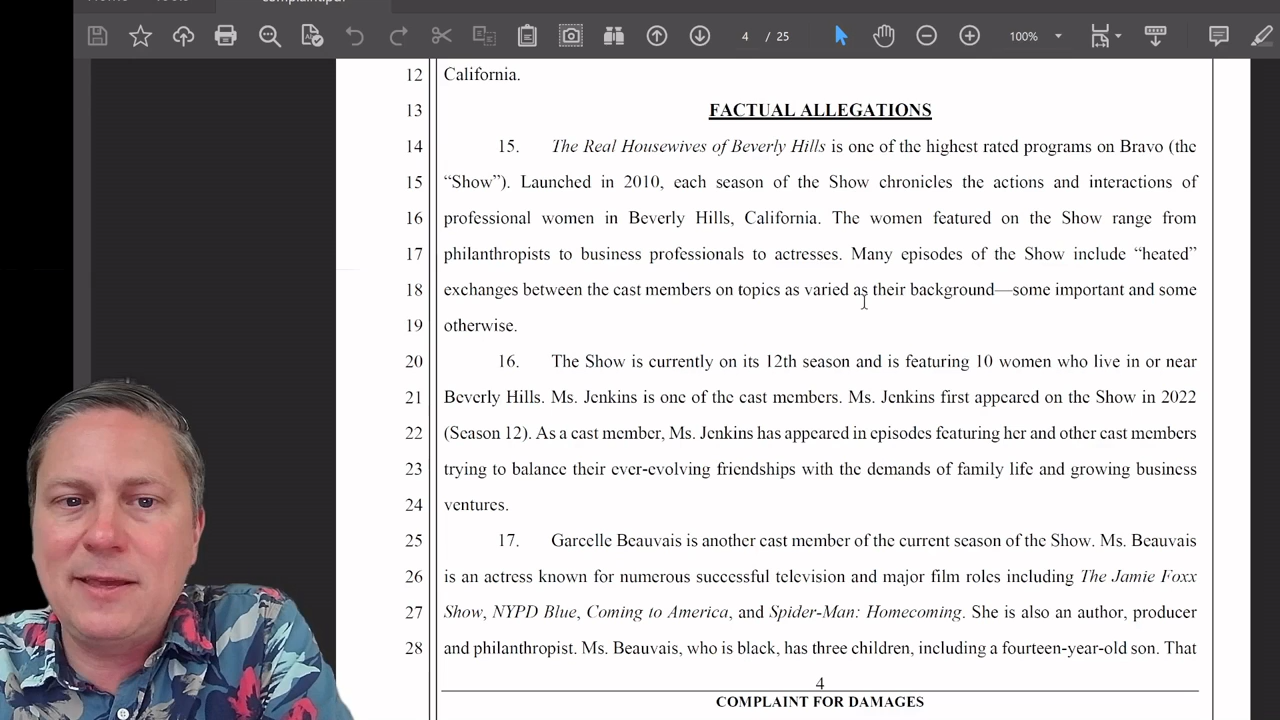 4 / 25
100%
12 California.
13 FACTUAL ALLEGATIONS
14 15. The Real Housewives of Beverly Hills is one of the highest rated programs on Bravo (the
15 “Show”). Launched in 2010, each season of the Show chronicles the actions and interactions of
16 professional women in Beverly Hills, California. The women featured on the Show range from
17 philanthropists to business professionals to actresses. Many episodes of the Show include “heated”
18 exchanges between the cast members on topics as varied as their background—some important and some
19 otherwise.
20 16. The Show is currently on its 12th season and is featuring 10 women who live in or near
21 Beverly Hills. Ms. Jenkins is one of the cast members. Ms. Jenkins first appeared on the Show in 2022
22 (Season 12). As a cast member, Ms. Jenkins has appeared in episodes featuring her and other cast members
23 trying to balance their ever-evolving friendships with the demands of family life and growing business
24 ventures.
25 17. Garcelle Beauvais is another cast member of the current season of the Show. Ms. Beauvais
26 is an actress known for numerous successful television and major film roles including The Jamie Foxx
27 Show, NYPD Blue, Coming to America, and Spider-Man: Homecoming. She is also an author, producer
28 and philanthropist. Ms. Beauvais, who is black, has three children, including a fourteen-year-old son. That
4
COMPLAINT FOR DAMAGES